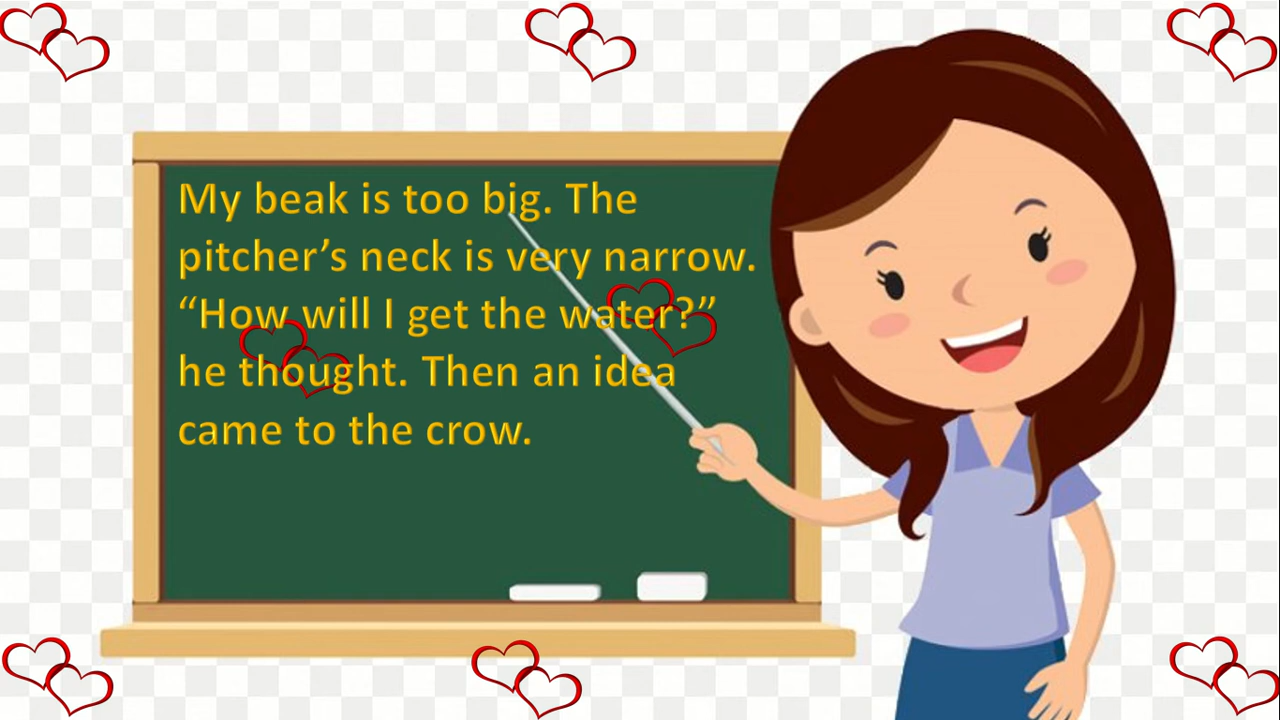 My beak is too big. The
pitcher’s neck is very narrow.
“How will I get the water?”
he thought. Then an idea
came to the crow.